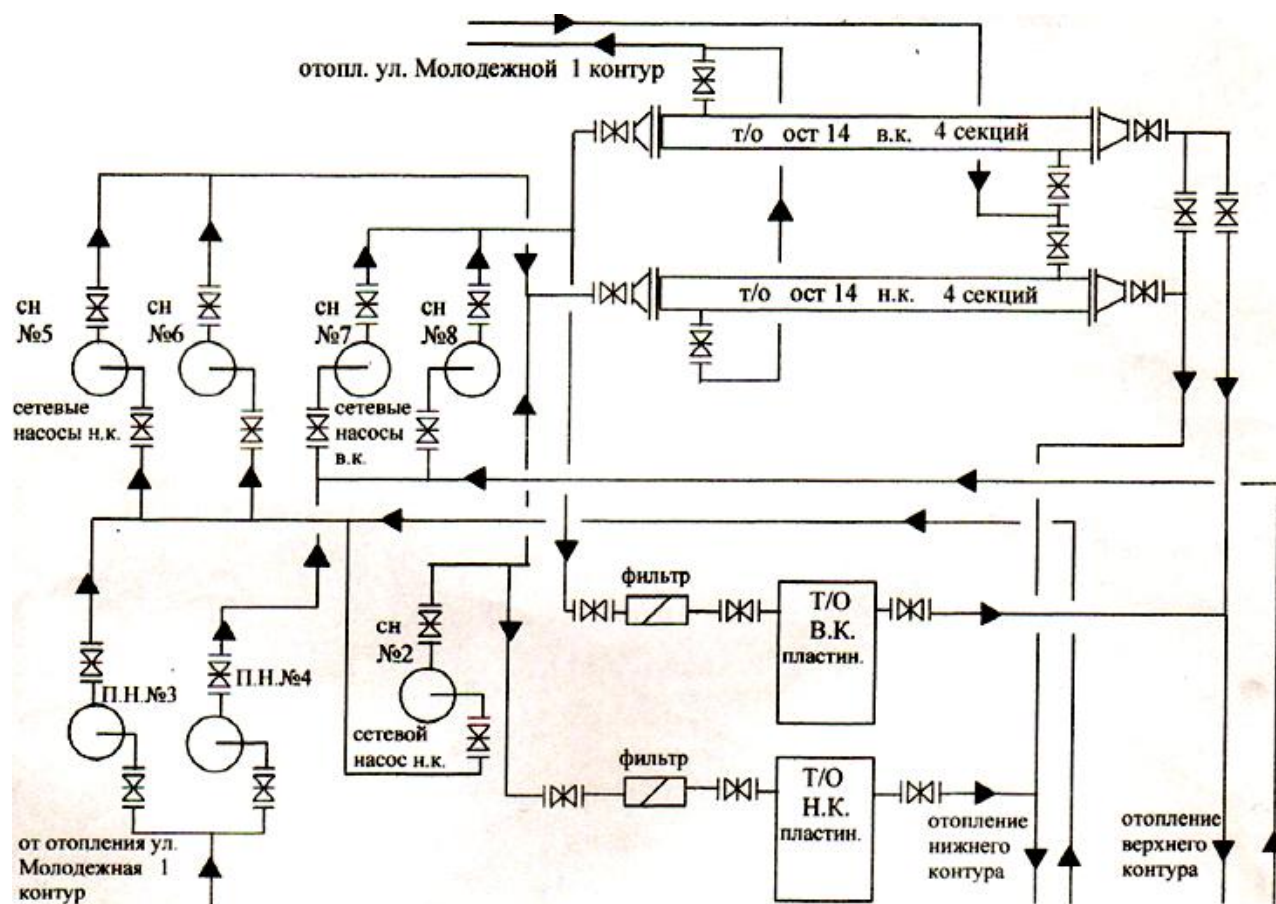 отопл. ул. Молодежной 1 контур
т/о ост 14 в.к. 4 секций
т/о ост 14 н.к. 4 секций
сн
№5
сн
№6
сн
№7
сн
№8
сетевые
насосы н.к.
сетевые
насосы
в.к.
фильтр
Т/О
В.К.
пластин.
сн
№2
П.Н.№3
П.Н.№4
сетевой
насос н.к.
фильтр
Т/О
Н.К.
пластин.
отопление
нижнего
контура
отопление
верхнего
контура
от отопления ул.
Молодежная 1
контур